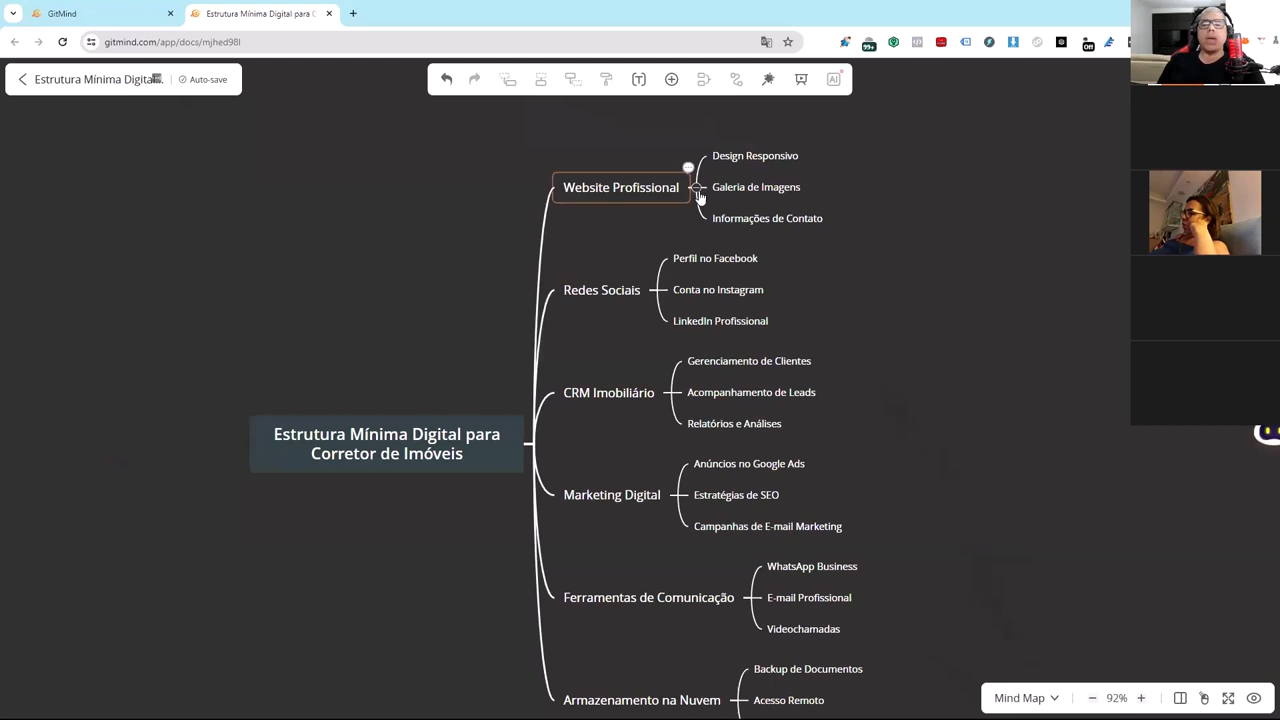 GitMind
Estrutura Mínima Digital para C
gitmind.com/app/docs/mjhed98l
99+
Off
Estrutura Mínima Digital...
Auto-save
AI
Design Responsivo
Website Profissional
Galeria de Imagens
Informações de Contato
Perfil no Facebook
Redes Sociais
Conta no Instagram
LinkedIn Profissional
Gerenciamento de Clientes
CRM Imobiliário
Acompanhamento de Leads
Relatórios e Análises
Estrutura Mínima Digital para
Corretor de Imóveis
Anúncios no Google Ads
Marketing Digital
Estratégias de SEO
Campanhas de E-mail Marketing
WhatsApp Business
Ferramentas de Comunicação
E-mail Profissional
Videochamadas
Backup de Documentos
Armazenamento na Nuvem
Acesso Remoto
Mind Map
92%